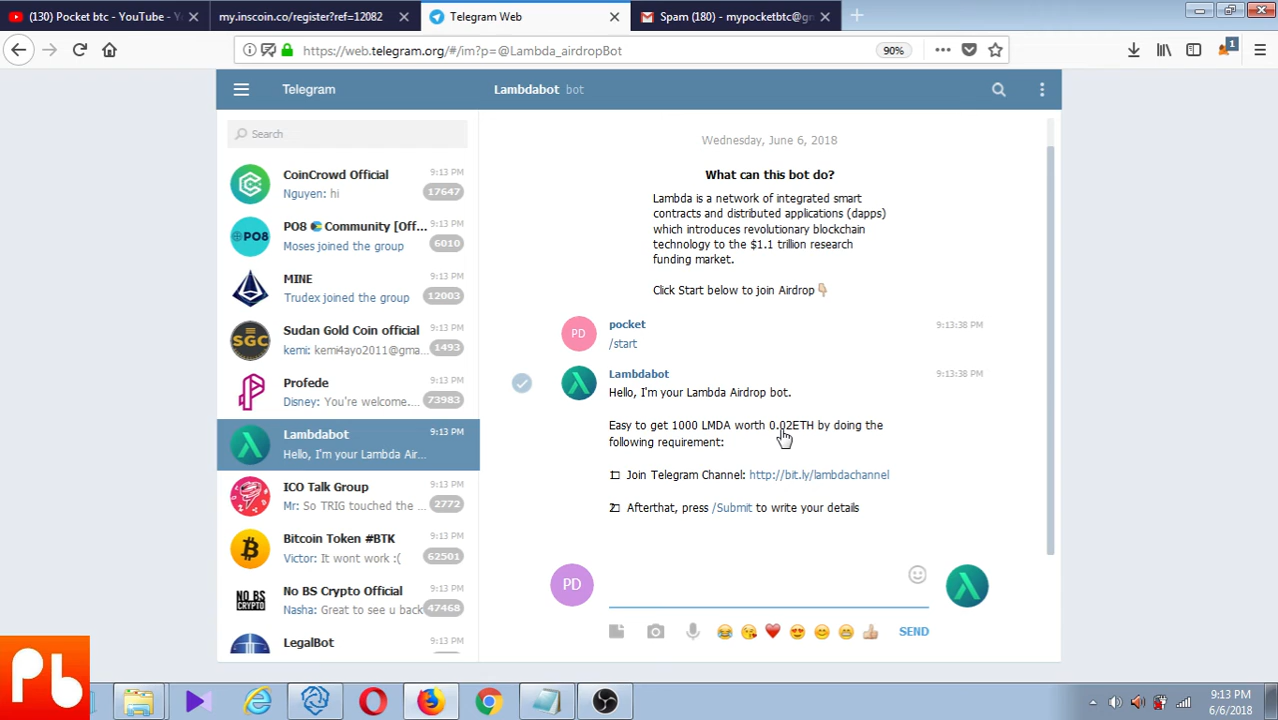 (130) Pocket btc - YouTube - Y
my.inscoin.co/register?ref=12082
Telegram Web
Spam (180) - mypocketbtc@gm
https://web.telegram.org/#/im?p=@Lambda_airdropBot
90%
1
Telegram
Lambdabot bot
Search
CoinCrowd Official
9:13 PM
Nguyen: hi
17647
PO8 Community [Off...
9:13 PM
Moses joined the group
6010
MINE
9:13 PM
Trudex joined the group
12003
Sudan Gold Coin official
9:13 PM
kemi: kemi4ayo2011@gma...
1493
Profede
9:13 PM
Disney: You're welcome....
73983
Lambdabot
9:13 PM
Hello, I'm your Lambda Air...
ICO Talk Group
9:13 PM
Mr: So TRIG touched the ...
2772
Bitcoin Token #BTK
9:13 PM
Victor: It wont work :(
62501
No BS Crypto Official
9:13 PM
Nasha: Great to see u back
47468
LegalBot
9:13 PM
Wednesday, June 6, 2018
What can this bot do?
Lambda is a network of integrated smart
contracts and distributed applications (dapps)
which introduces revolutionary blockchain
technology to the $1.1 trillion research
funding market.
Click Start below to join Airdrop
PD
pocket
9:13:38 PM
/start
Lambdabot
9:13:38 PM
Hello, I'm your Lambda Airdrop bot.
Easy to get 1000 LMDA worth 0.02ETH by doing the
following requirement:
1 Join Telegram Channel: http://bit.ly/lambdachannel
2 Afterthat, press /Submit to write your details
PD
SEND
PO8
SGC
NO BS
CRYPTO
Pb
9:13 PM
6/6/2018